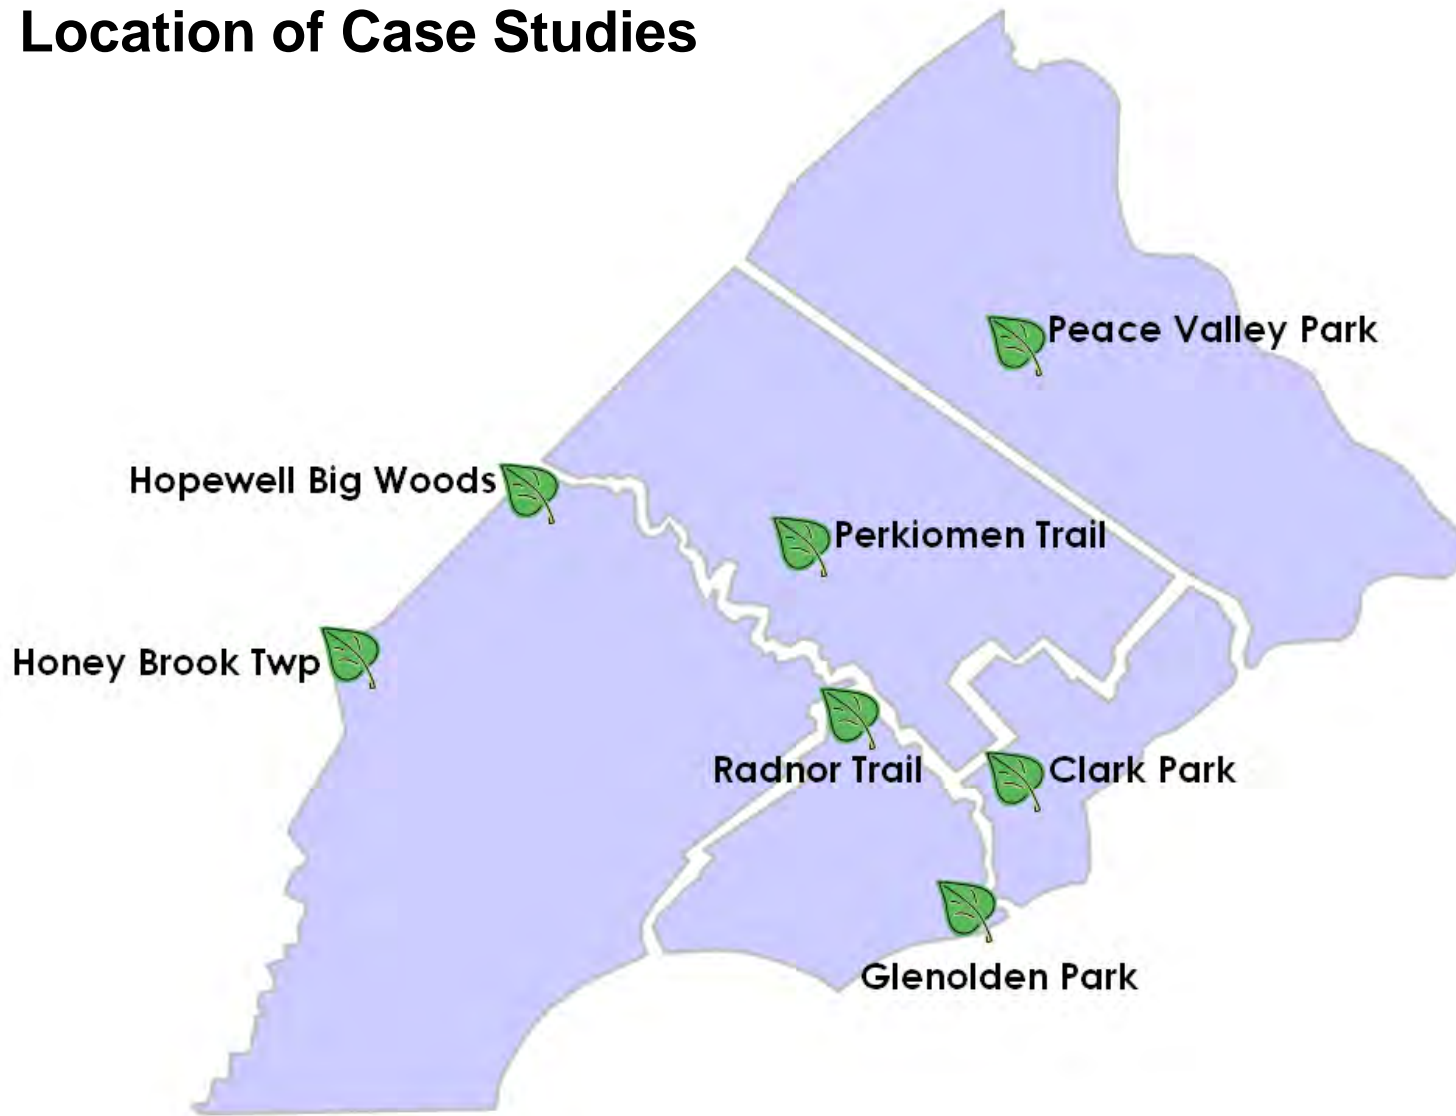 Location of Case Studies
Peace Valley Park
Hopewell Big Woods
Perkiomen Trail
Honey Brook Twp
Radnor Trail
Clark Park
Glenolden Park